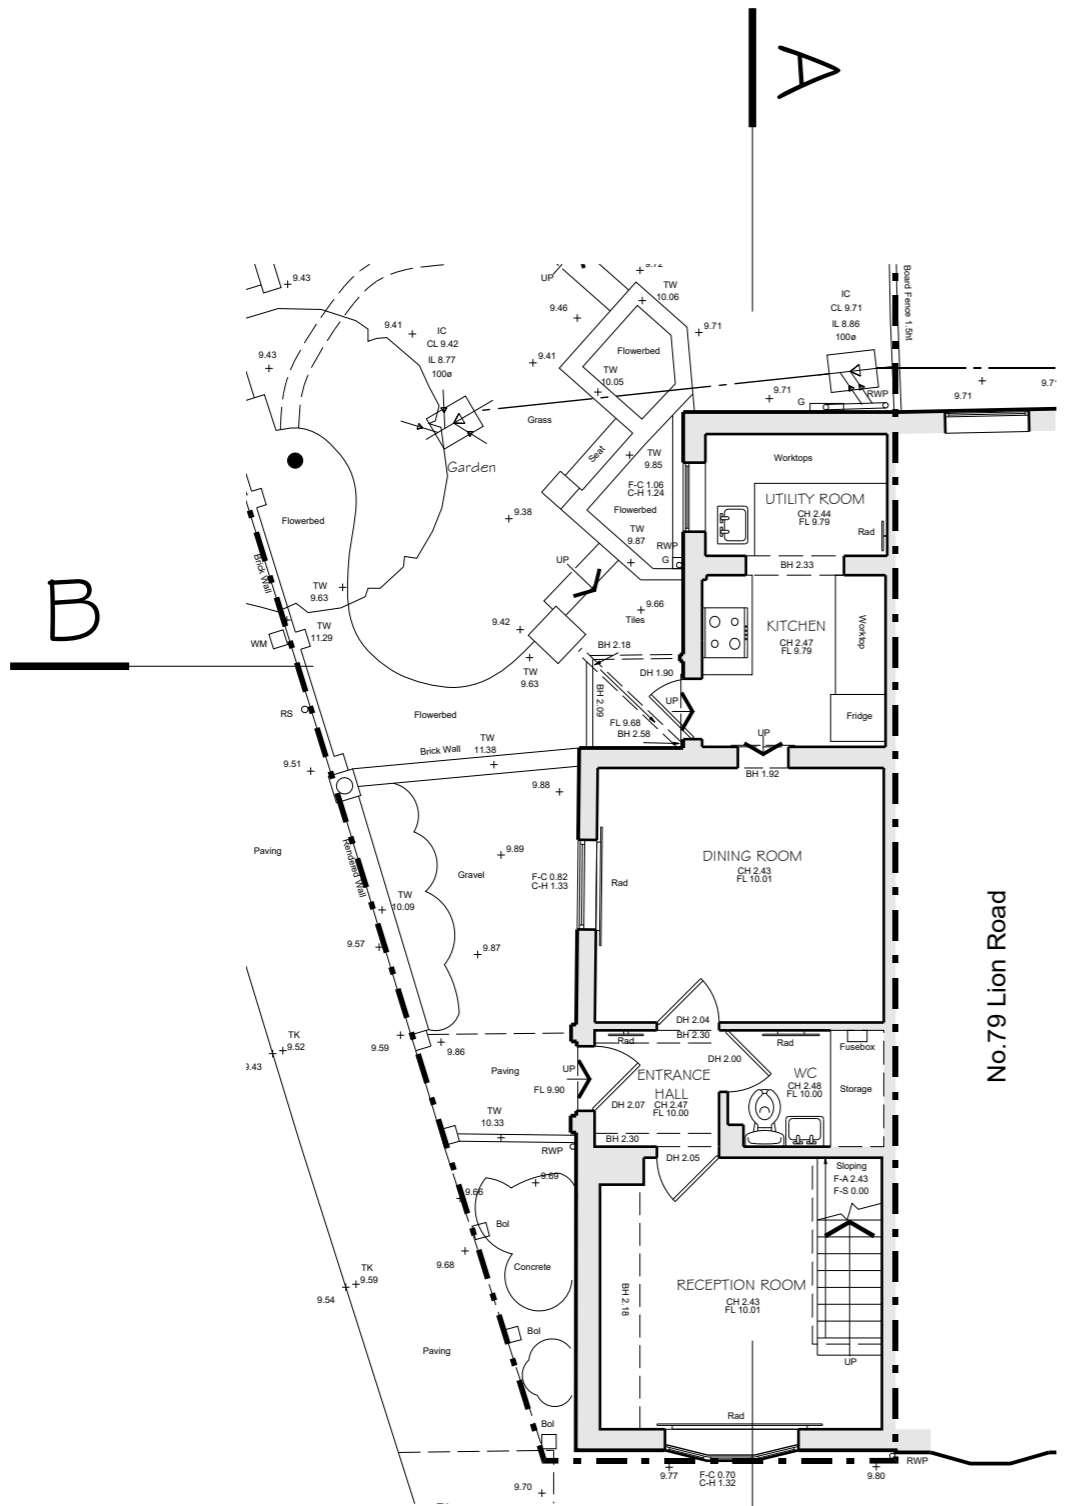 A
B
9.43
UP
9.72
TW
10.06
9.46
9.41
IC
CL 9.42
IL 8.77
100ø
9.43
9.41
9.71
IC
CL 9.71
IL 8.86
100ø
Board Fence 1.5ht
Flowerbed
TW
10.05
9.71
RWP
G
9.71
9.71
Grass
Seat
TW
9.85
Garden
F-C 1.06
C-H 1.24
Flowerbed
Worktops
UTILITY ROOM
CH 2.44
FL 9.79
Rad
Flowerbed
9.38
TW
9.87
RWP
G
UP
BH 2.33
Brick Wall
TW
9.63
9.66
Tiles
KITCHEN
CH 2.47
FL 9.79
Worktop
TW
11.29
WM
9.42
BH 2.18
TW
9.63
DH 1.90
BH 2.09
UP
FL 9.68
BH 2.58
Fridge
RS
Flowerbed
UP
Brick Wall
TW
11.38
9.51
9.88
BH 1.92
Paving
Rendered Wall
9.89
Gravel
F-C 0.82
C-H 1.33
Rad
DINING ROOM
CH 2.43
FL 10.01
TW
10.09
9.57
9.87
No.79 Lion Road
TK
9.52
9.43
9.59
9.86
DH 2.04
BH 2.30
Rad
DH 2.00
Rad
Fusebox
Paving
UP
FL 9.90
ENTRANCE
HALL
CH 2.47
FL 10.00
DH 2.07
WC
CH 2.48
FL 10.00
Storage
TW
10.33
BH 2.30
RWP
DH 2.05
9.69
9.66
Sloping
F-A 2.43
F-S 0.00
Bol
9.68
Concrete
TK
9.59
9.54
BH 2.18
RECEPTION ROOM
CH 2.43
FL 10.01
Bol
Paving
UP
Bol
Rad
9.77
F-C 0.70
C-H 1.32
9.80
RWP
9.70